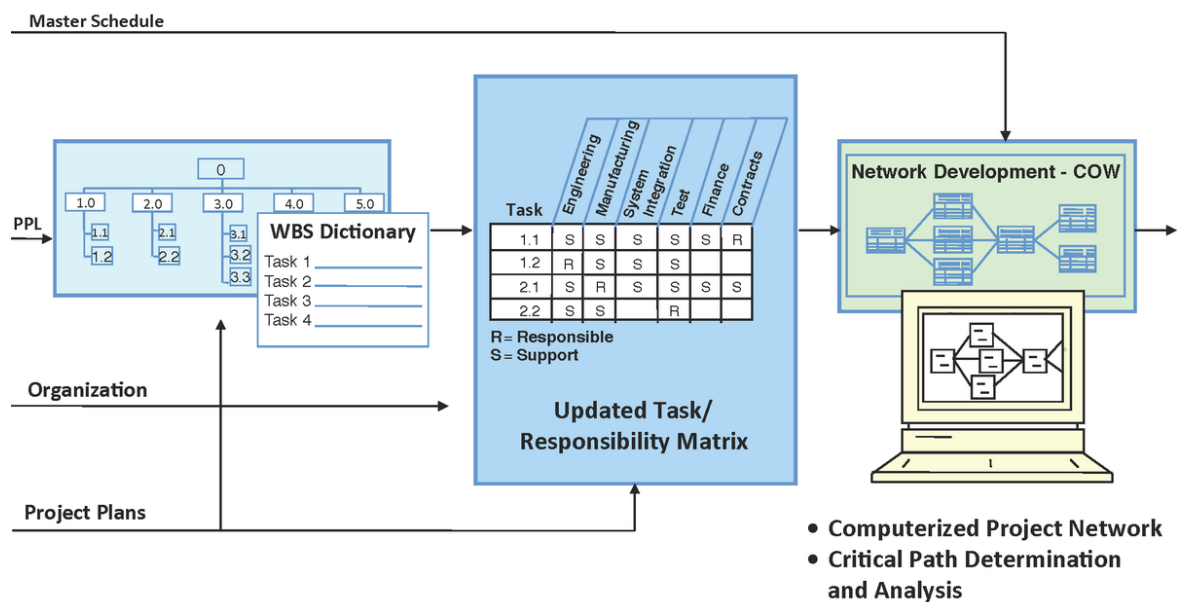 Master Schedule
PPL
0
1.0 2.0 3.0 4.0 5.0
1.1 2.1 3.1
1.2 2.2 3.2
3.3
WBS Dictionary
Task 1
Task 2
Task 3
Task 4
Organization
Project Plans
Task Engineering Manufacturing System Integration Test Finance Contracts
1.1 S S S S S R
1.2 R S S S
2.1 S R S S S S
2.2 S S R
R= Responsible
S = Support
Updated Task/
Responsibility Matrix
Network Development - COW
• Computerized Project Network
• Critical Path Determination
and Analysis